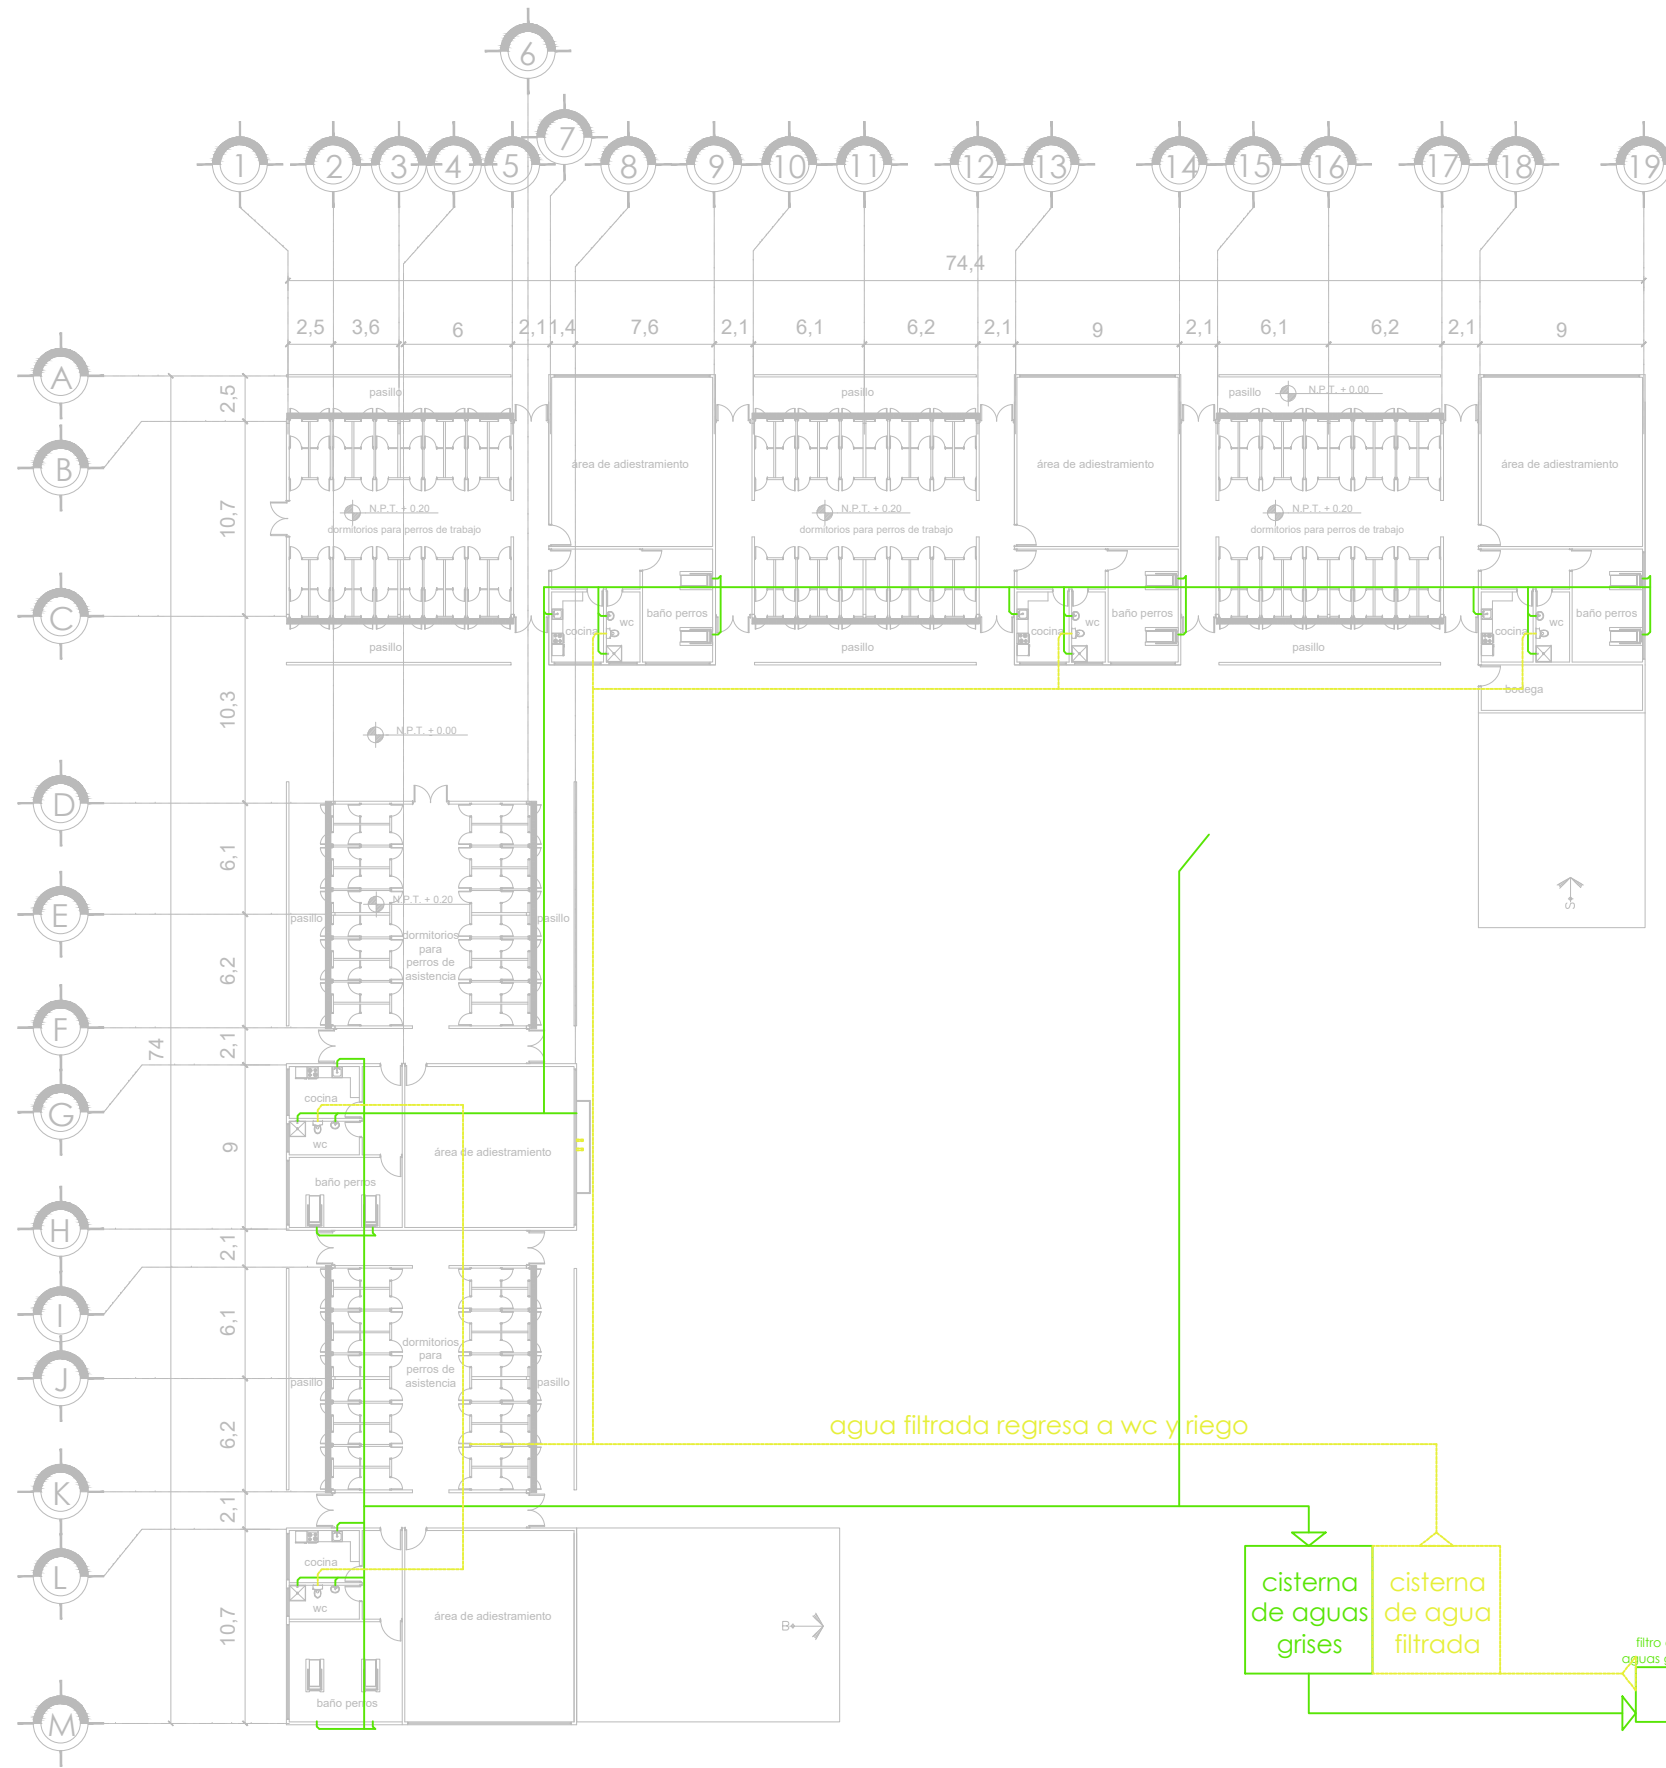 6
7
1 2 3 4 5 8 9 10 11 12 13 14 15 16 17 18 19
74,4
2,5 3,6 6 2,1 1,4 7,6 2,1 6,1 6,2 2,1 9 2,1 6,1 6,2 2,1 9
A
2,5
pasillo
pasillo
pasillo
N.P.T. + 0.00
B
área de adiestramiento
área de adiestramiento
área de adiestramiento
10,7
N.P.T. + 0.20
dormitorios para perros de trabajo
N.P.T. + 0.20
dormitorios para perros de trabajo
N.P.T. + 0.20
dormitorios para perros de trabajo
C
cocina
wc
baño perros
cocina
wc
baño perros
cocina
wc
baño perros
pasillo
pasillo
pasillo
bodega
10,3
N.P.T. + 0.00
D
6,1
E
N.P.T. + 0.20
pasillo
dormitorios
para
perros de
asistencia
pasillo
S
6,2
F
2,1
74
G
cocina
wc
área de adiestramiento
9
baño perros
H
2,1
I
6,1
dormitorios
para
perros de
asistencia
J
pasillo
pasillo
6,2
agua filtrada regresa a wc y riego
K
2,1
L
cocina
wc
área de adiestramiento
10,7
B
baño perros
M
cisterna
de aguas
grises
cisterna
de agua
filtrada
filtro
aguas